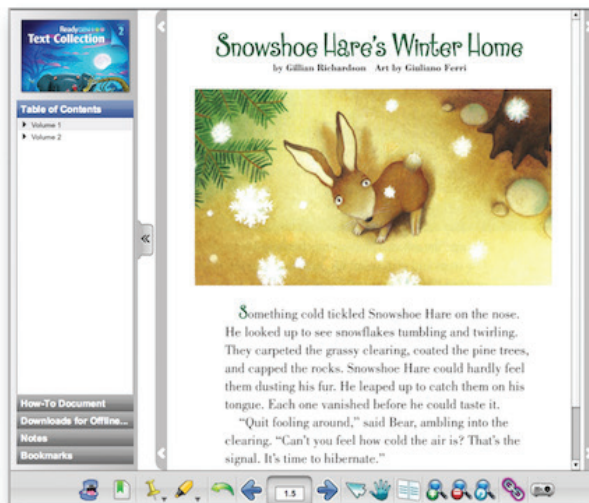 ReadyGEN
Text Collection 2
Table of Contents
Volume 1
Volume 2
How-To Document
Downloads for Offline...
Notes
Bookmarks
Snowshoe Hare's Winter Home
by Gillian Richardson Art by Giuliano Ferri
Something cold tickled Snowshoe Hare on the nose.
He looked up to see snowflakes tumbling and twirling.
They carpeted the grassy clearing, coated the pine trees,
and capped the rocks. Snowshoe Hare could hardly feel
them dusting his fur. He leaped up to catch them on his
tongue. Each one vanished before he could taste it.
"Quit fooling around," said Bear, ambling into the
clearing. "Can't you feel how cold the air is? That's the
signal. It's time to hibernate."
1.5